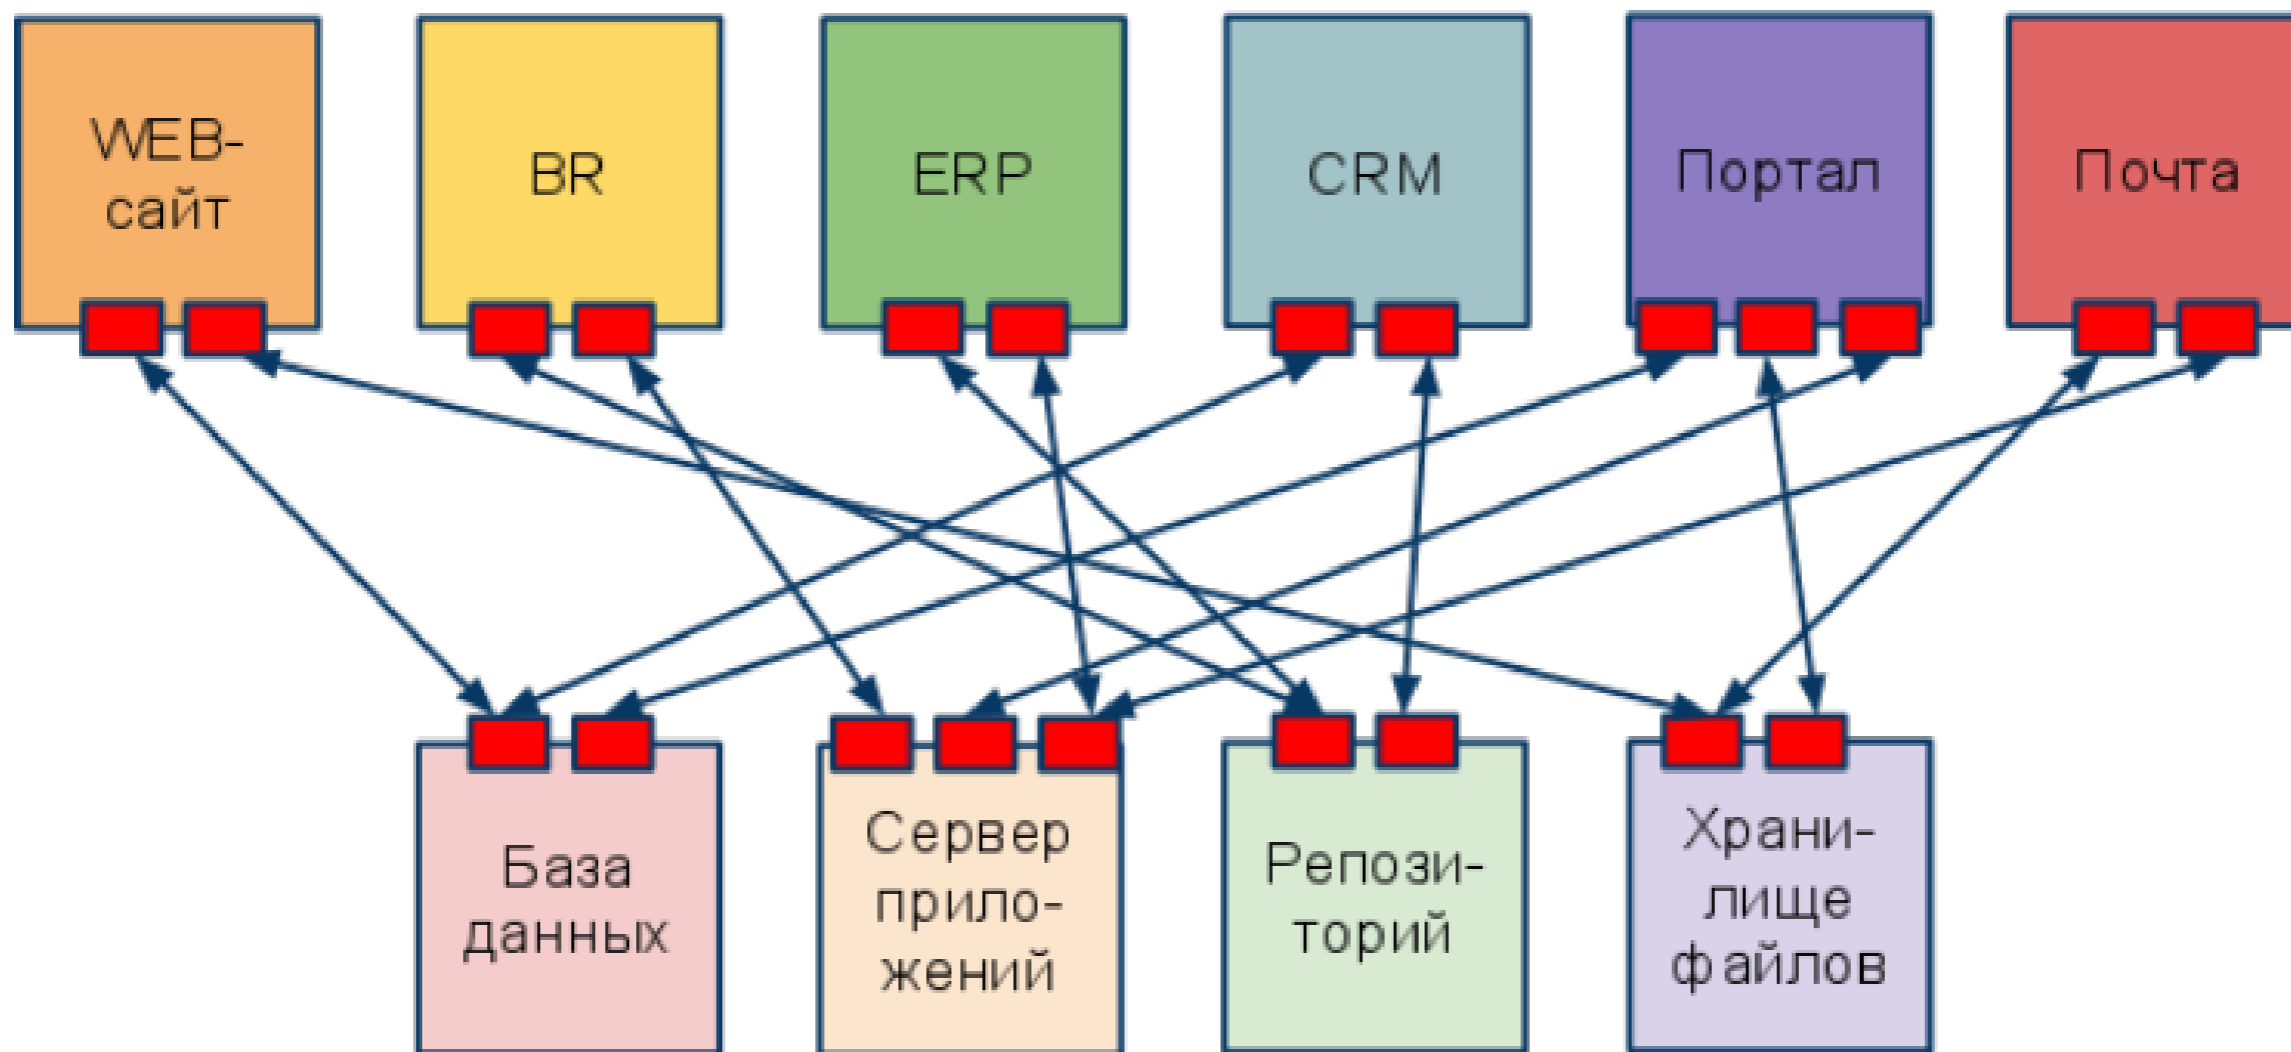 WEB-
сайт
BR
ERP
CRM
Портал
Почта
База
данных
Сервер
прило-
жений
Репози-
торий
Храни-
лище
файлов